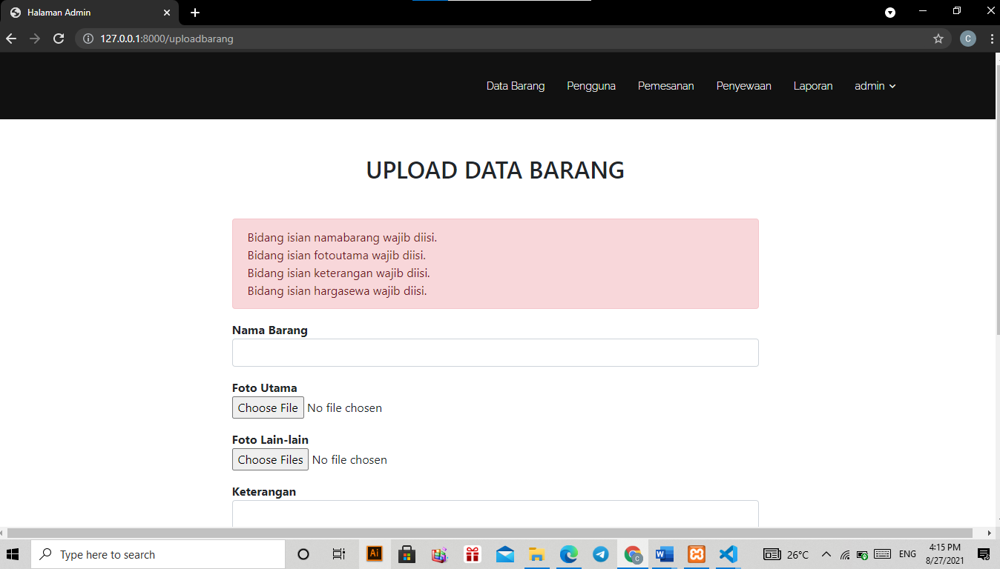 Halaman Admin
127.0.0.1:8000/uploadbarang
C
Data Barang Pengguna Pemesanan Penyewaan Laporan admin
UPLOAD DATA BARANG
Bidang isian namabarang wajib diisi.
Bidang isian fotoutama wajib diisi.
Bidang isian keterangan wajib diisi.
Bidang isian hargasewa wajib diisi.
Nama Barang
Foto Utama
Choose File No file chosen
Foto Lain-lain
Choose Files No file chosen
Keterangan
Type here to search
Ai
C
W
26°C
ENG
4:15 PM
8/27/2021